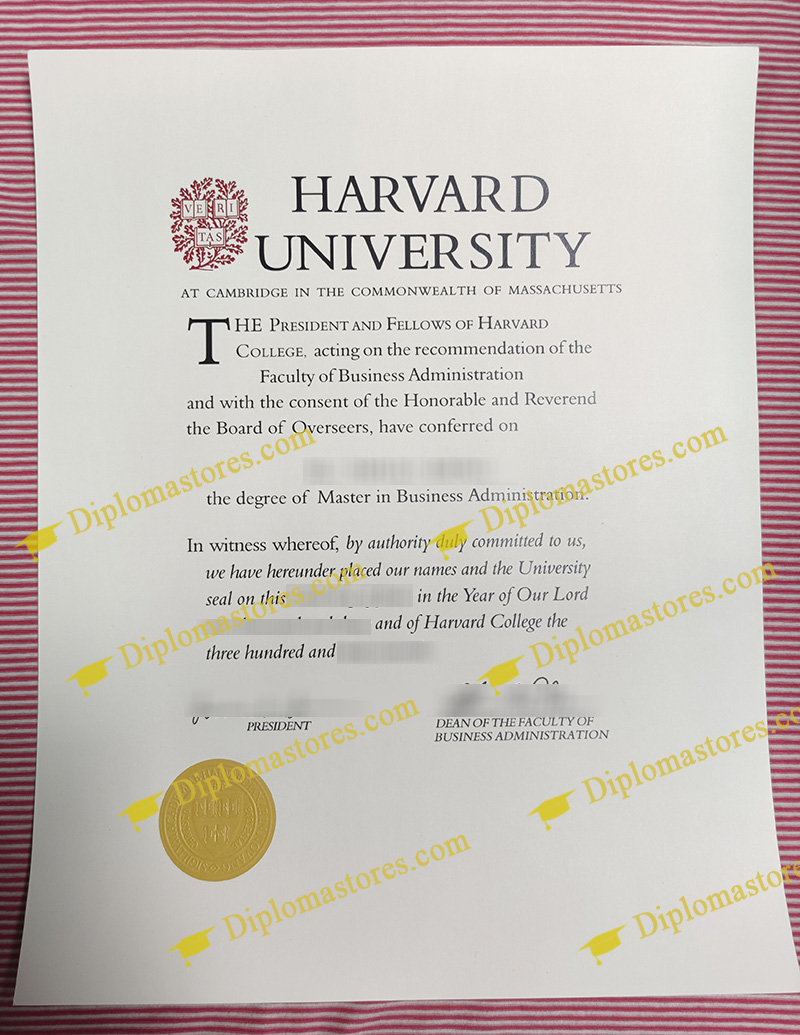 HARVARD
VE RI
TAS
UNIVERSITY
AT CAMBRIDGE IN THE COMMONWEALTH OF MASSACHUSETTS
THE PRESIDENT AND FELLOWS OF HARVARD
COLLEGE, acting on the recommendation of the
Faculty of Business Administration
and with the consent of the Honorable and Reverend
the Board of Overseers, have conferred on
the degree of Master in Business Administration.
In witness whereof, by authority duly committed to us,
we have hereunder placed our names and the University
seal on this in the Year of Our Lord
and of Harvard College the
three hundred and
PRESIDENT
DEAN OF THE FACULTY OF
BUSINESS ADMINISTRATION
Diplomastores.com
Diplomastores.com
Diplomastores.com
Diplomastores.com
Diplomastores.com
Diplomastores.com
Diplomastores.com
Diplomastores